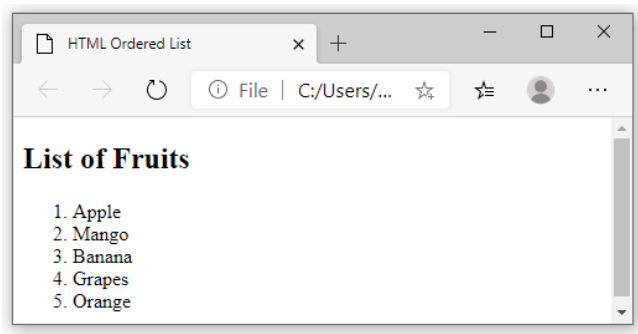 HTML Ordered List
File | C:/Users/...
List of Fruits
1. Apple
2. Mango
3. Banana
4. Grapes
5. Orange